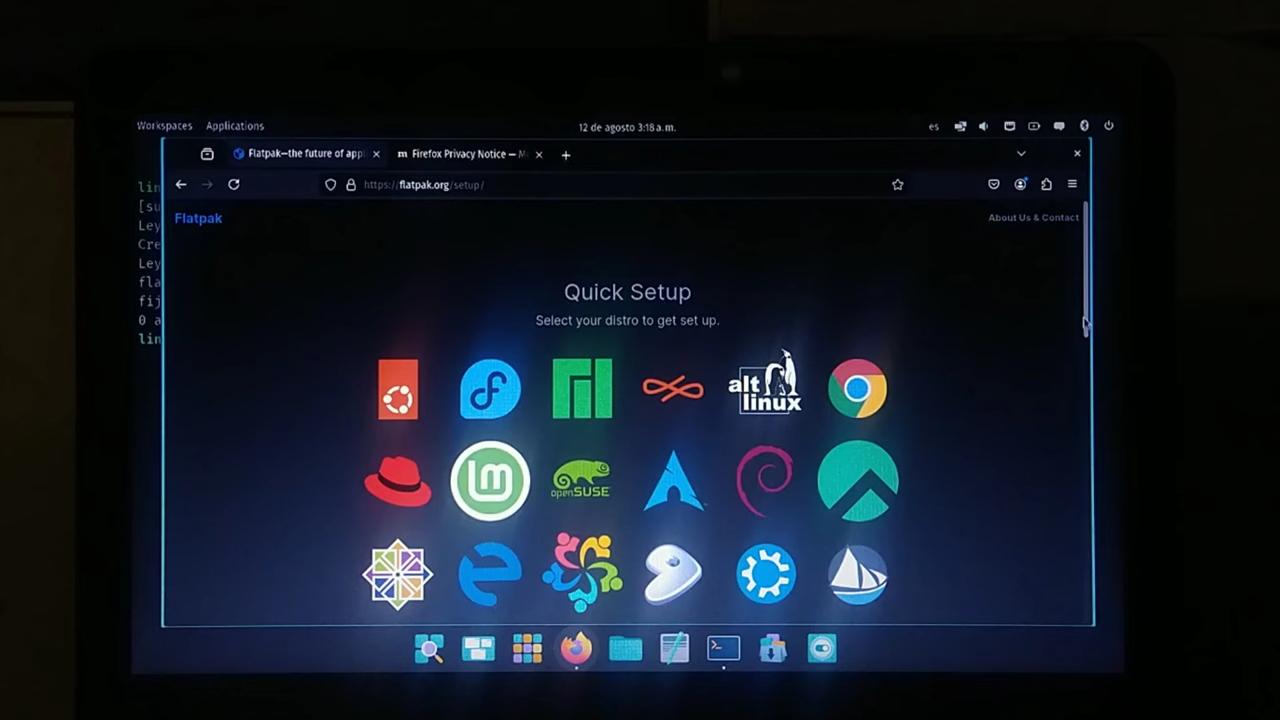 Workspaces Applications 12 de agosto 3:18 a.m. es
Flatpak—the future of appl Firefox Privacy Notice — M
https://flatpak.org/setup/
Flatpak About Us & Contact
lin
[su
Ley
Cre
Ley
fla
fij
0 a
lin
Quick Setup
Select your distro to get set up.
alt
linux
lm
openSUSE